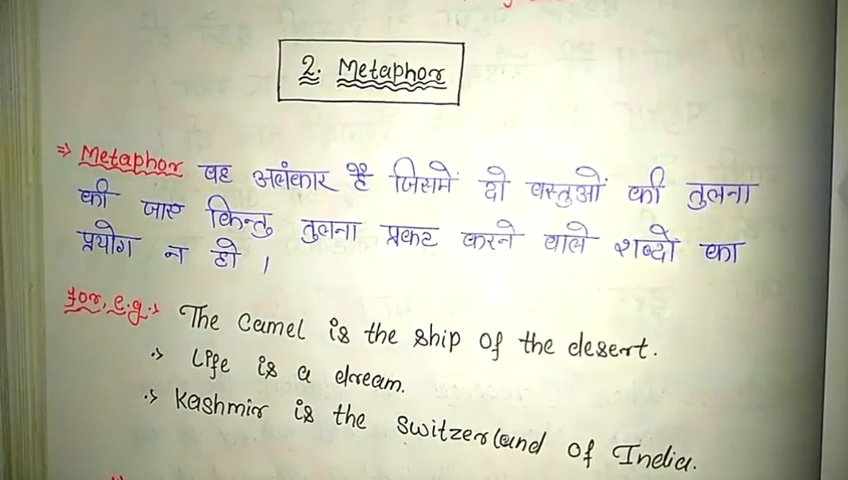 2. Metaphor
⇒ Metaphor वह अलंकार है जिसमें दो वस्तुओं की तुलना
की जाए किन्तु तुलना प्रकट करने वाले शब्दों का
प्रयोग न हो ।
For, e.g.:> The Camel is the ship of the desert.
:> Life is a dream.
:> Kashmir is the switzerland of India.